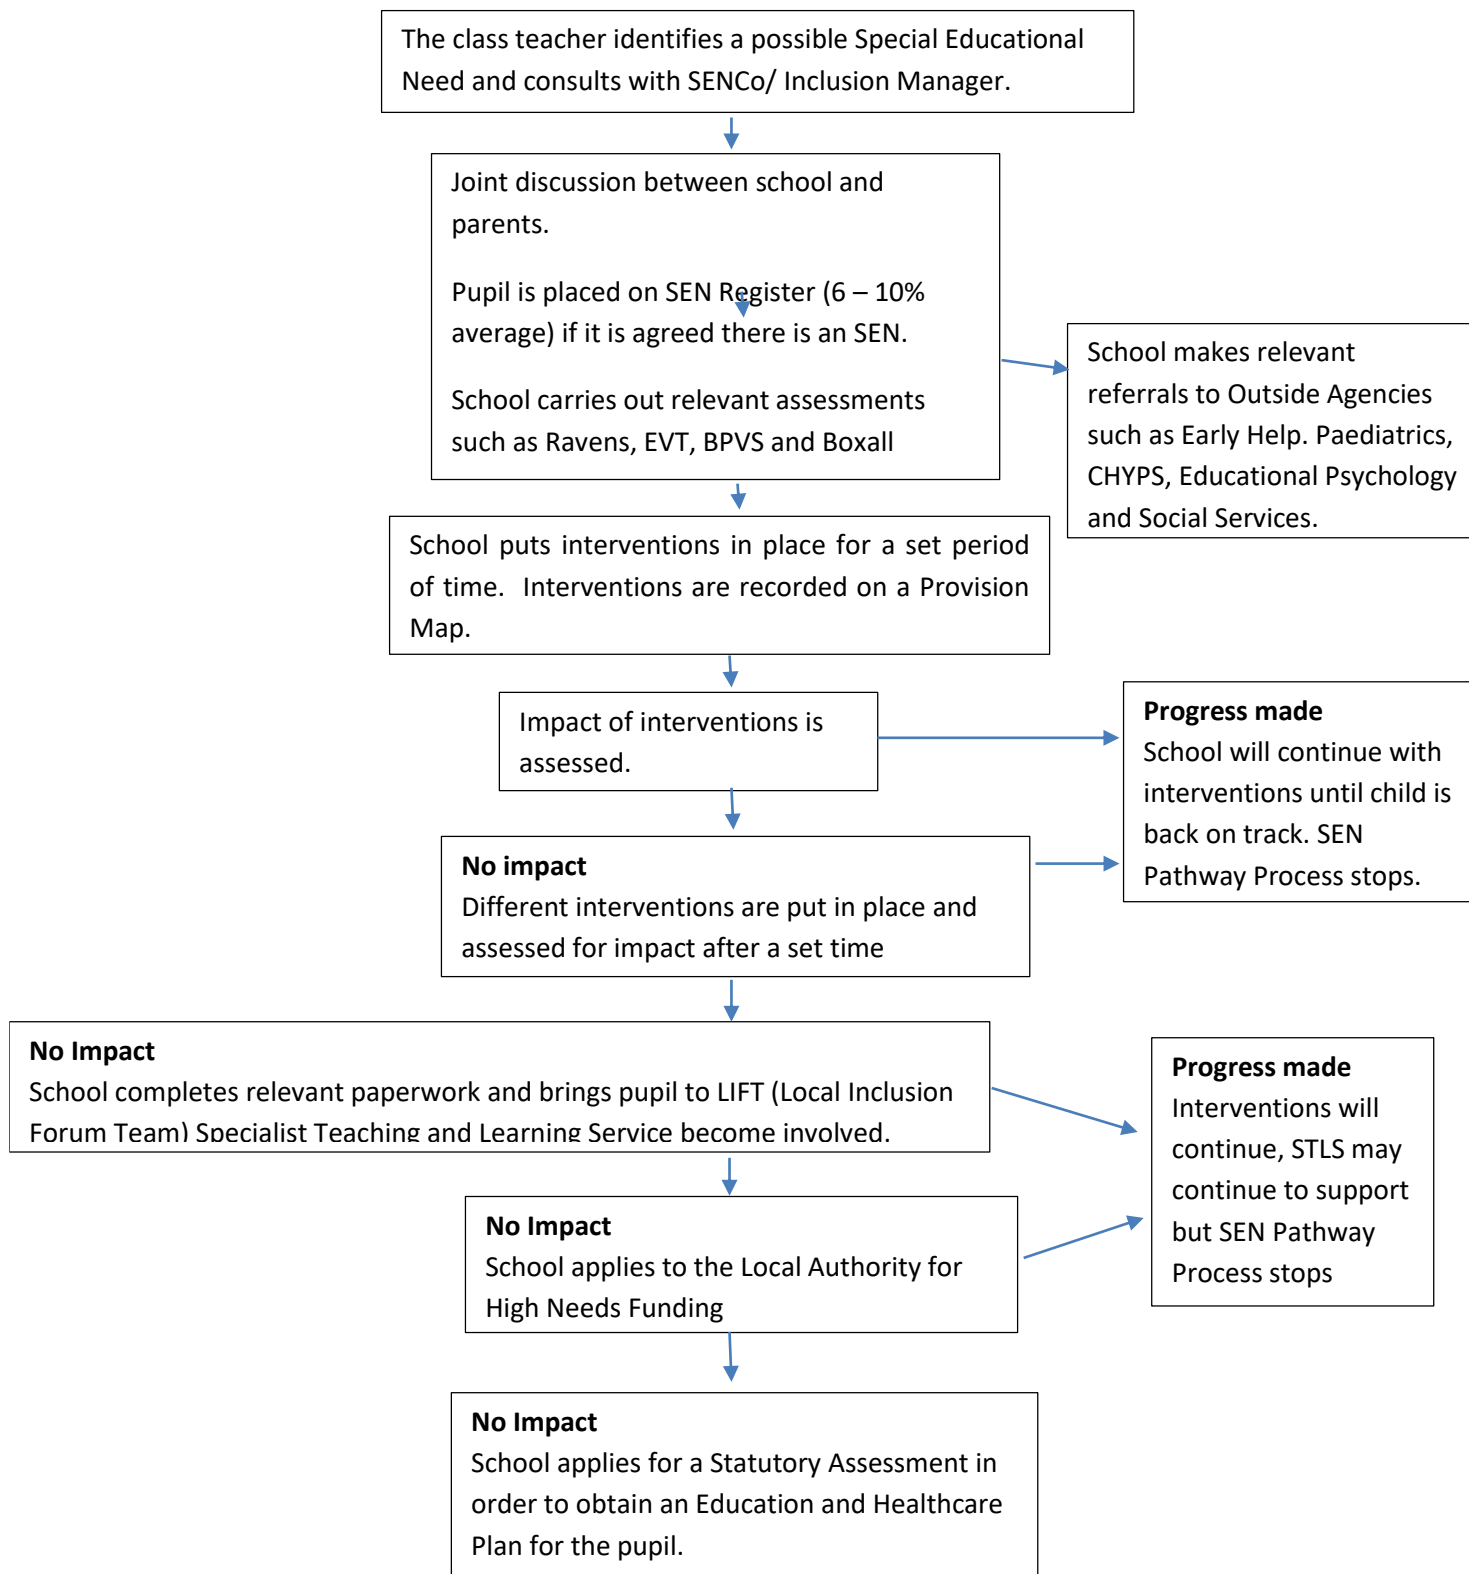 The class teacher identifies a possible Special Educational
Need and consults with SENCo/ Inclusion Manager.
Joint discussion between school and
parents.
Pupil is placed on SEN Register (6 – 10%
average) if it is agreed there is an SEN.
School carries out relevant assessments
such as Ravens, EVT, BPVS and Boxall
School makes relevant
referrals to Outside Agencies
such as Early Help. Paediatrics,
CHYPS, Educational Psychology
and Social Services.
School puts interventions in place for a set period
of time.  Interventions are recorded on a Provision
Map.
Impact of interventions is
assessed.
Progress made
School will continue with
interventions until child is
back on track. SEN
Pathway Process stops.
No impact
Different interventions are put in place and
assessed for impact after a set time
No Impact
School completes relevant paperwork and brings pupil to LIFT (Local Inclusion
Forum Team) Specialist Teaching and Learning Service become involved.
Progress made
Interventions will
continue, STLS may
continue to support
but SEN Pathway
Process stops
No Impact
School applies to the Local Authority for
High Needs Funding
No Impact
School applies for a Statutory Assessment in
order to obtain an Education and Healthcare
Plan for the pupil.